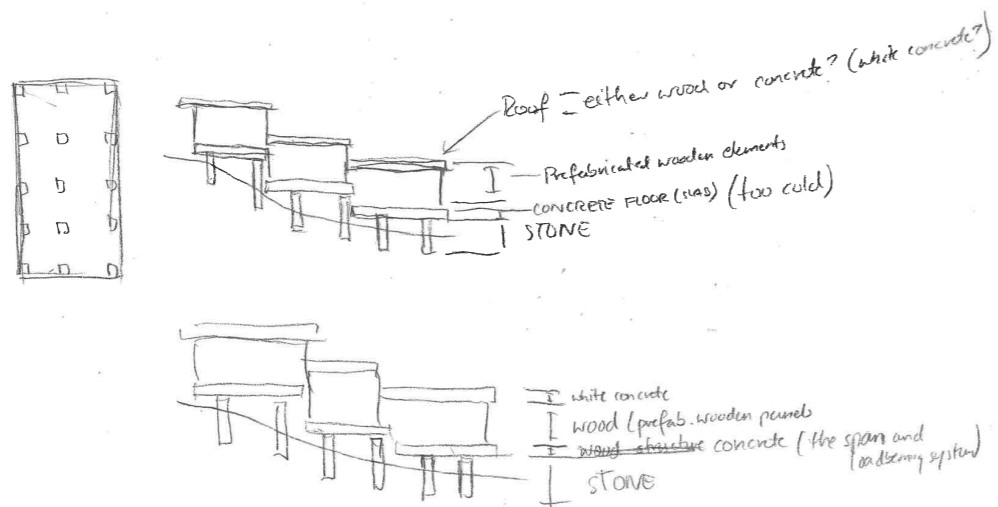 Roof = either wood or concrete? (white concrete?)
Prefabricated wooden elements
CONCRETE FLOOR (SLAB) (too cold)
STONE
white concrete
wood (prefab. wooden panels
wood structure concrete (the span and
loadbearing system)
STONE